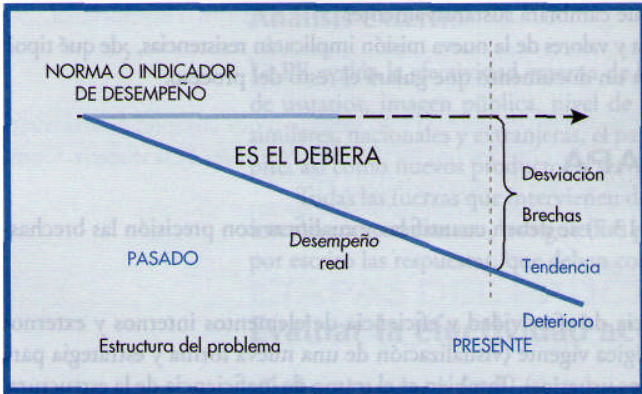 NORMA O INDICADOR
DE DESEMPEÑO
ES EL DEBIERA
Desviación
Brechas
Desempeño
real
PASADO
Tendencia
Deterioro
Estructura del problema
PRESENTE